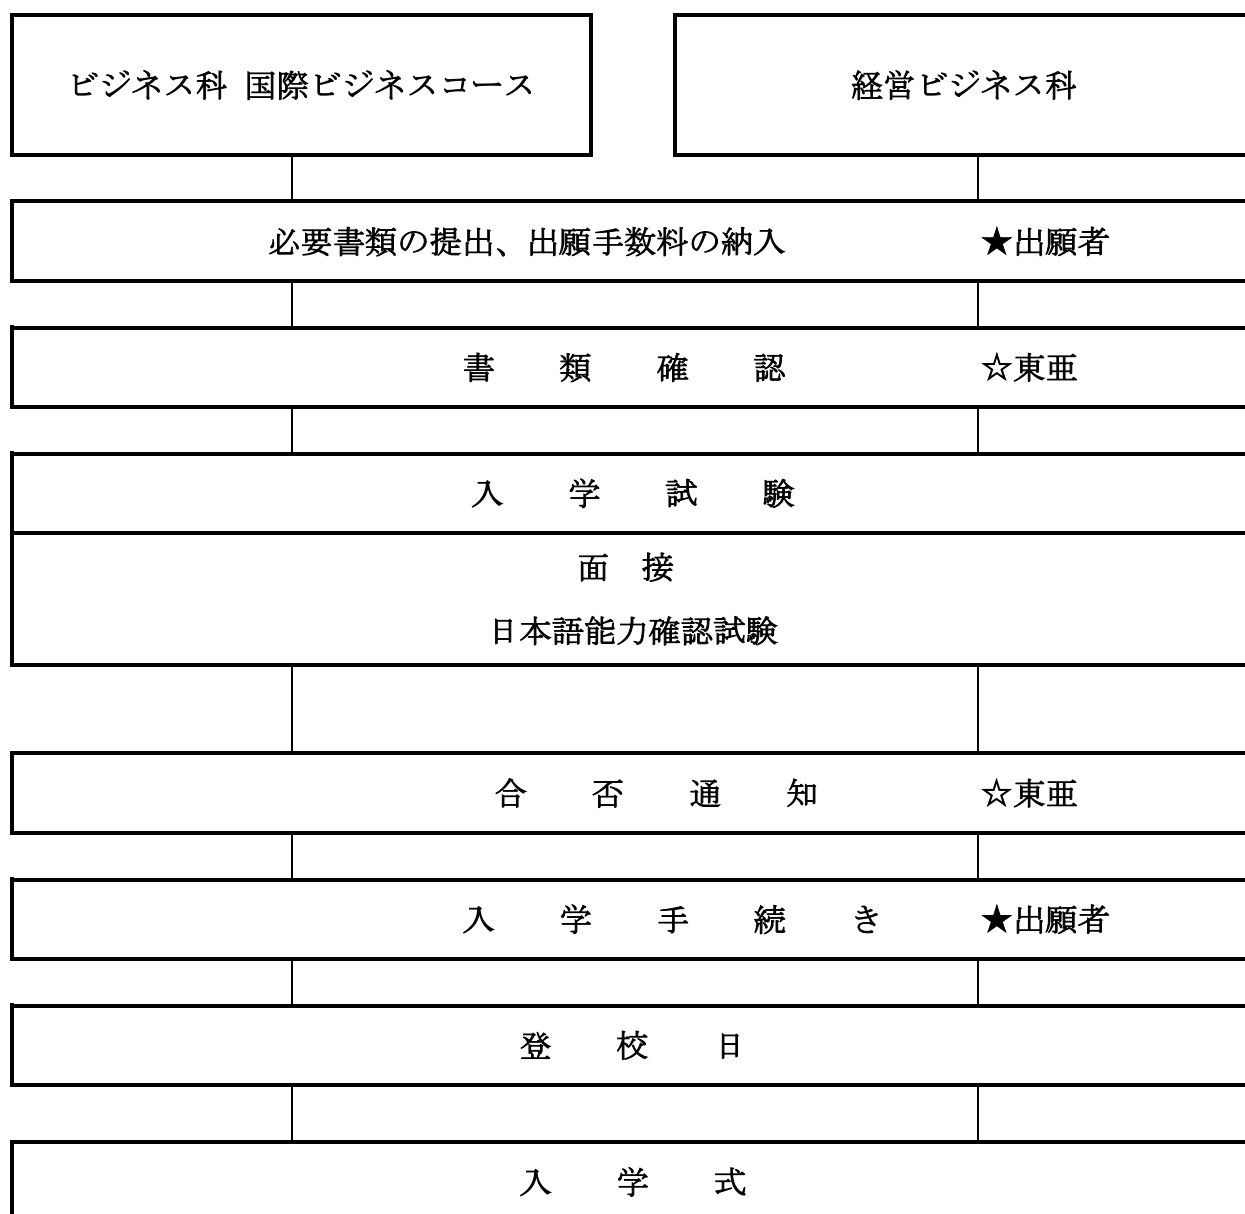 ビジネス科 国際ビジネスコース
経営ビジネス科
必要書類の提出、出願手数料の納入 ★出願者
書 類 確 認 ☆東亜
入 学 試 験
面 接
日本語能力確認試験
合 否 通 知 ☆東亜
入 学 手 続 き ★出願者
登 校 日
入 学 式